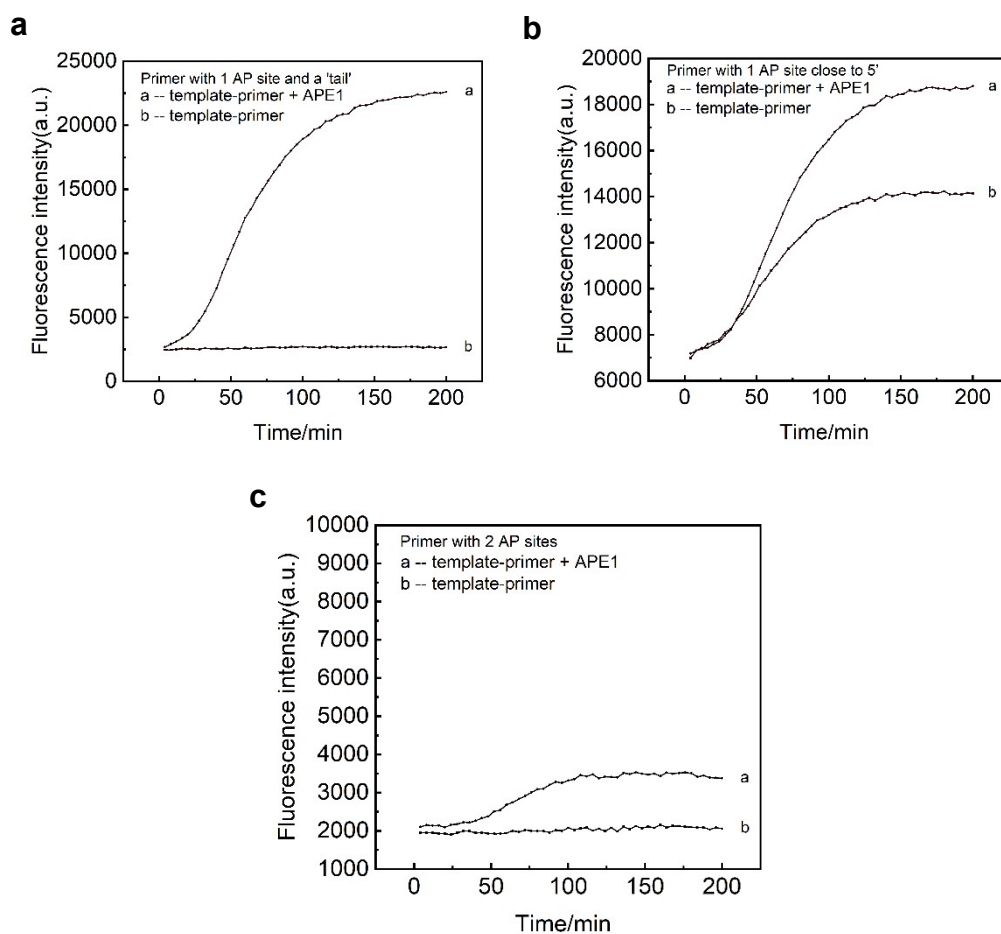 a
Primer with 1 AP site and a 'tail'
a -- template-primer + APE1
b -- template-primer
25000
20000
15000
10000
5000
0
Fluorescence intensity(a.u.)
a
b
0 50 100 150 200
Time/min
b
Primer with 1 AP site close to 5'
a -- template-primer + APE1
b -- template-primer
20000
18000
16000
14000
12000
10000
8000
6000
Fluorescence intensity(a.u.)
a
b
0 50 100 150 200
Time/min
c
Primer with 2 AP sites
a -- template-primer + APE1
b -- template-primer
10000
9000
8000
7000
6000
5000
4000
3000
2000
1000
Fluorescence intensity(a.u.)
a
b
0 50 100 150 200
Time/min